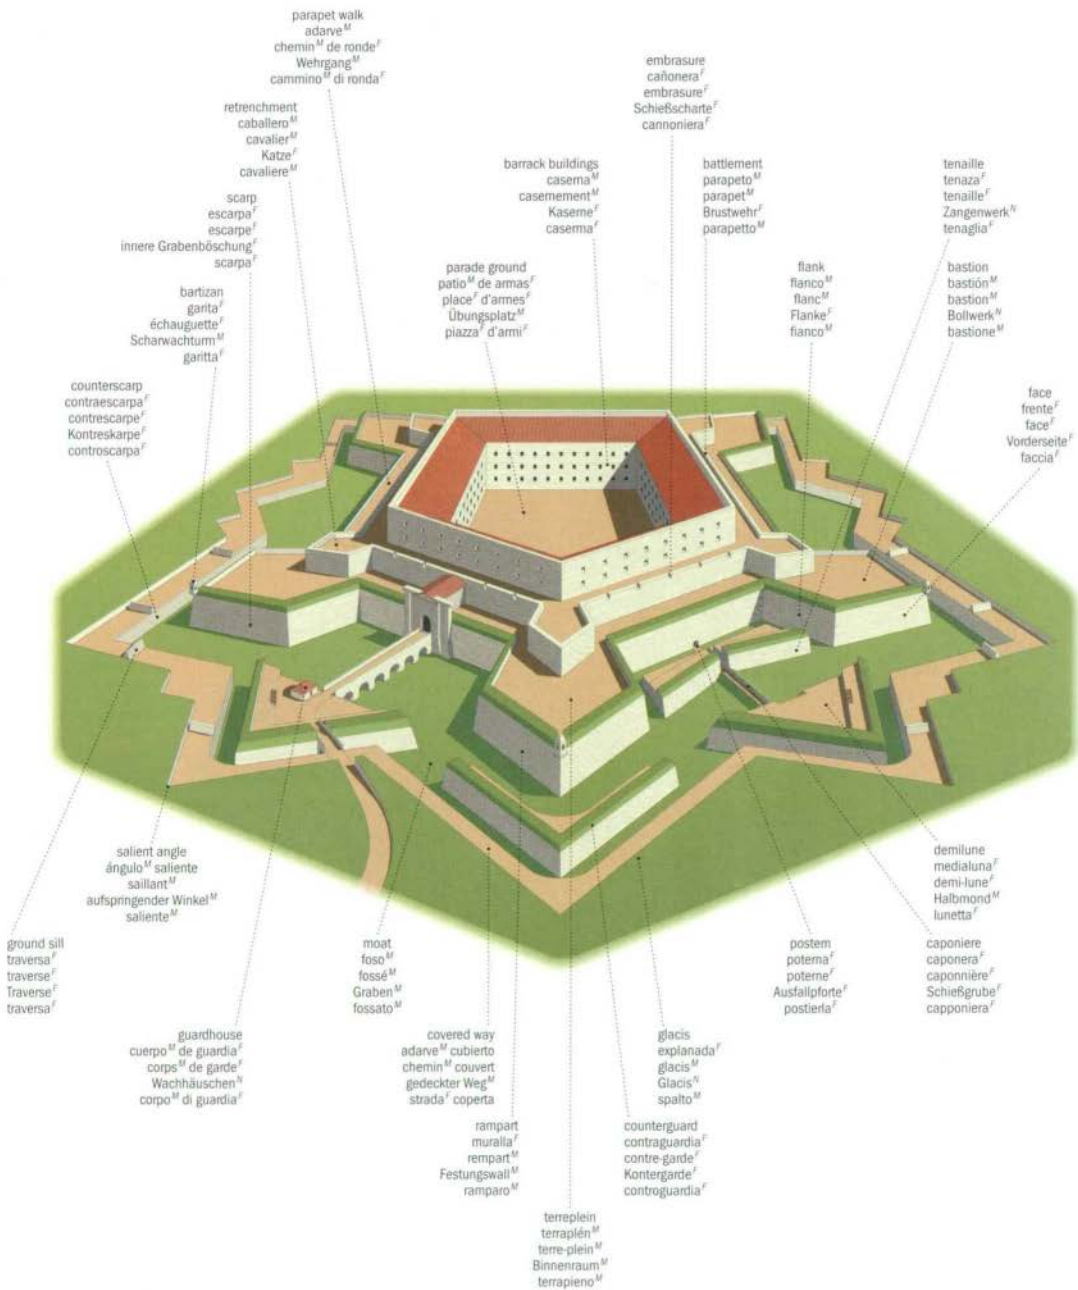 parapet walk
adarve M
chemin M de ronde F
Wehrgang M
cammino M di ronda F
embrasure
cañonera F
embrasure F
Schießscharte F
cannoniera F
retrenchment
caballero M
cavalier M
Katze F
cavaliere M
barrack buildings
caserna M
casernement M
Kaserne F
caserma F
battlement
parapeto M
parapet M
Brustwehr F
parapetto M
tenaille
tenaza F
tenaille F
Zangenwerk N
tenaglia F
scarp
escarpa F
escarpe F
innere Grabenböschung F
scarpa F
parade ground
patio M de armas F
place F d'armes F
Übungsplatz M
piazza F d'armi F
flank
flanco M
flanc M
Flanke F
fianco M
bastion
bastión M
bastion M
Bollwerk N
bastione M
bartizan
garita F
échauguette F
Scharwachturm M
garitta F
counterscarp
contraescarpa F
contrescarpe F
Kontreskarpe F
controscarpa F
face
frente F
face F
Vorderseite F
faccia F
salient angle
ángulo M saliente
saillant M
aufspringender Winkel M
saliente M
demilune
medialuna F
demi-lune F
Halbmond M
lunetta F
ground sill
traversa F
traverse F
Traverse F
traversa F
moat
foso M
fossé M
Graben M
fossato M
postern
poterna F
poterne F
Ausfallpforte F
postierla F
caponiere
caponera F
caponnière F
Schießgrube F
capponiera F
guardhouse
cuerpo M de guardia F
corps M de garde F
Wachhäuschen N
corpo M di guardia F
covered way
adarve M cubierto
chemin M couvert
gedeckter Weg M
strada F coperta
glacis
explanada F
glacis M
Glacis N
spalto M
rampart
muralla F
rempart M
Festungswall M
ramparo M
counterguard
contraguardia F
contre-garde F
Kontergarde F
controguardia F
terreplein
terraplén M
terre-plein M
Binnenraum M
terrapieno M